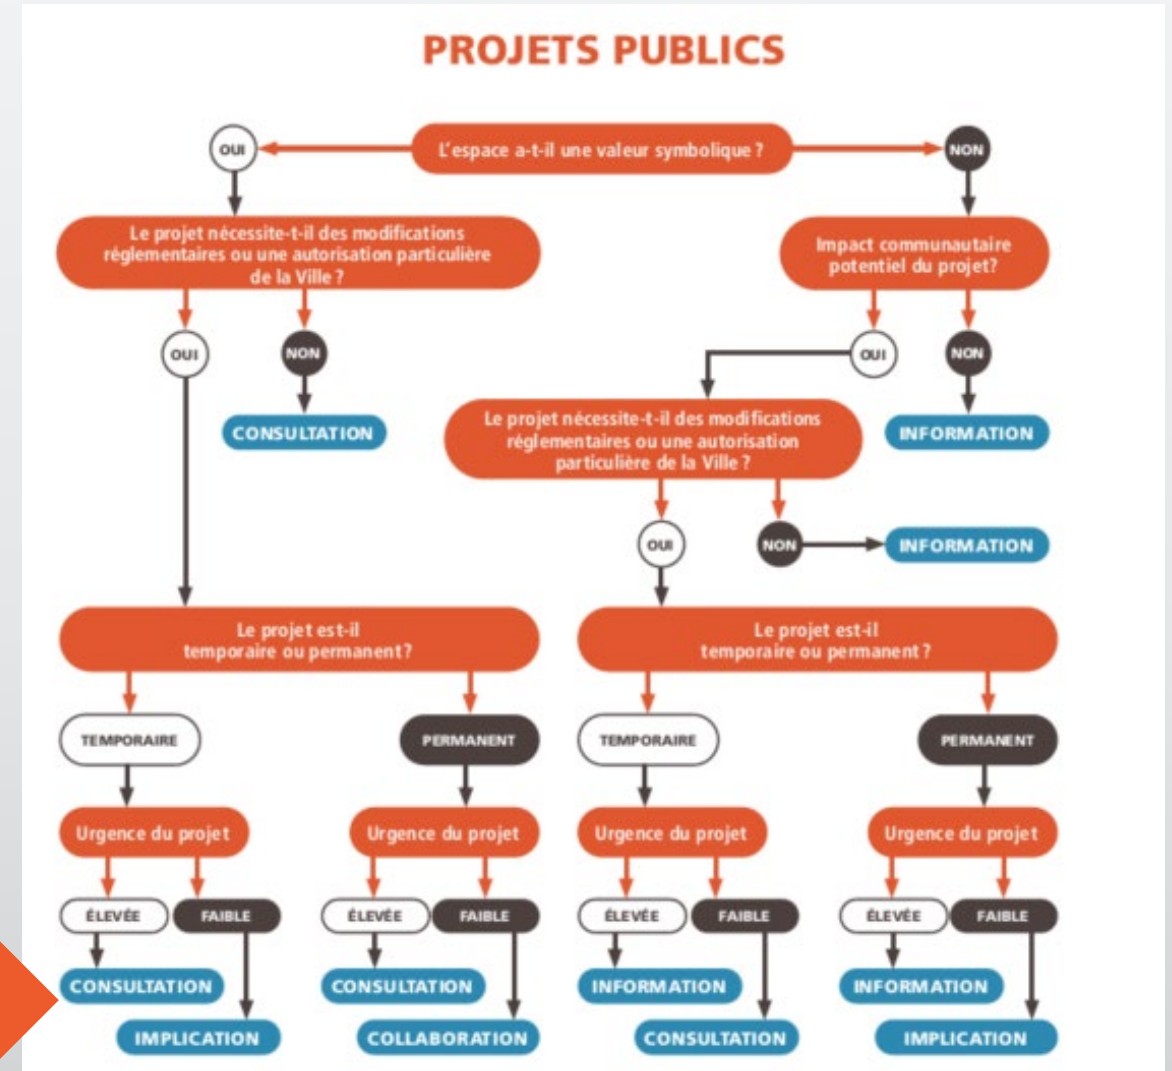 PROJETS PUBLICS
OUI
L'espace a-t-il une valeur symbolique ?
NON
Le projet nécessite-t-il des modifications
réglementaires ou une autorisation particulière
de la Ville ?
Impact communautaire
potentiel du projet?
OUI
NON
OUI
NON
CONSULTATION
Le projet nécessite-t-il des modifications
réglementaires ou une autorisation
particulière de la Ville ?
INFORMATION
OUI
NON
INFORMATION
Le projet est-il
temporaire ou permanent ?
Le projet est-il
temporaire ou permanent ?
TEMPORAIRE
PERMANENT
TEMPORAIRE
PERMANENT
Urgence du projet
Urgence du projet
Urgence du projet
Urgence du projet
ÉLEVÉE
FAIBLE
ÉLEVÉE
FAIBLE
ÉLEVÉE
FAIBLE
ÉLEVÉE
FAIBLE
CONSULTATION
CONSULTATION
INFORMATION
INFORMATION
IMPLICATION
COLLABORATION
CONSULTATION
IMPLICATION